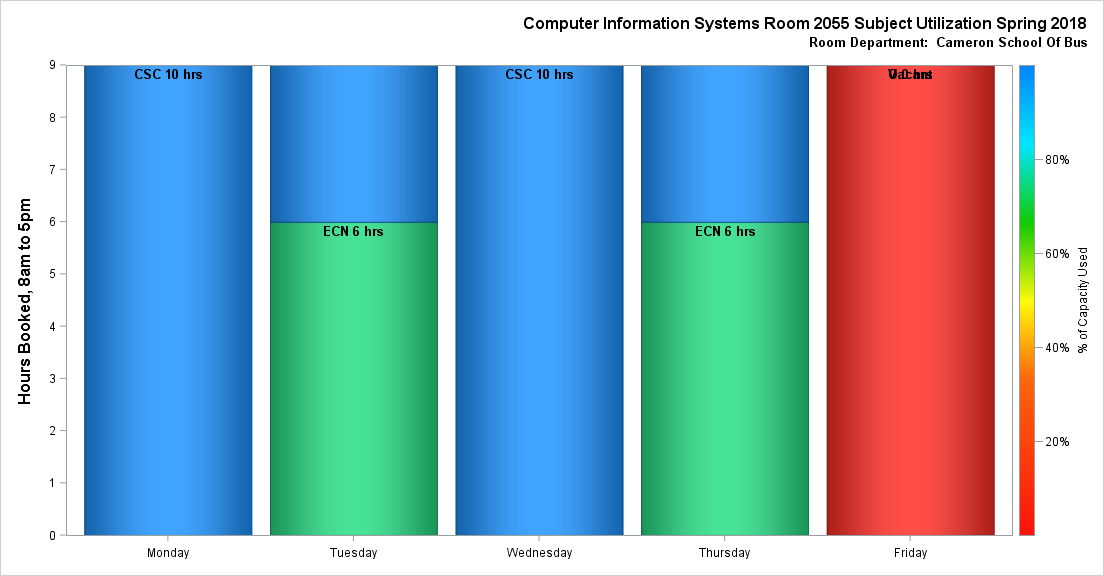 Computer Information Systems Room 2055 Subject Utilization Spring 2018
Room Department:  Cameron School Of Bus
Hours Booked, 8am to 5pm
9
8
7
6
5
4
3
2
1
0
CSC 10 hrs
ECN 6 hrs
CSC 10 hrs
ECN 6 hrs
Monday
Tuesday
Wednesday
Thursday
Friday
80%
60%
40%
20%
% of Capacity Used